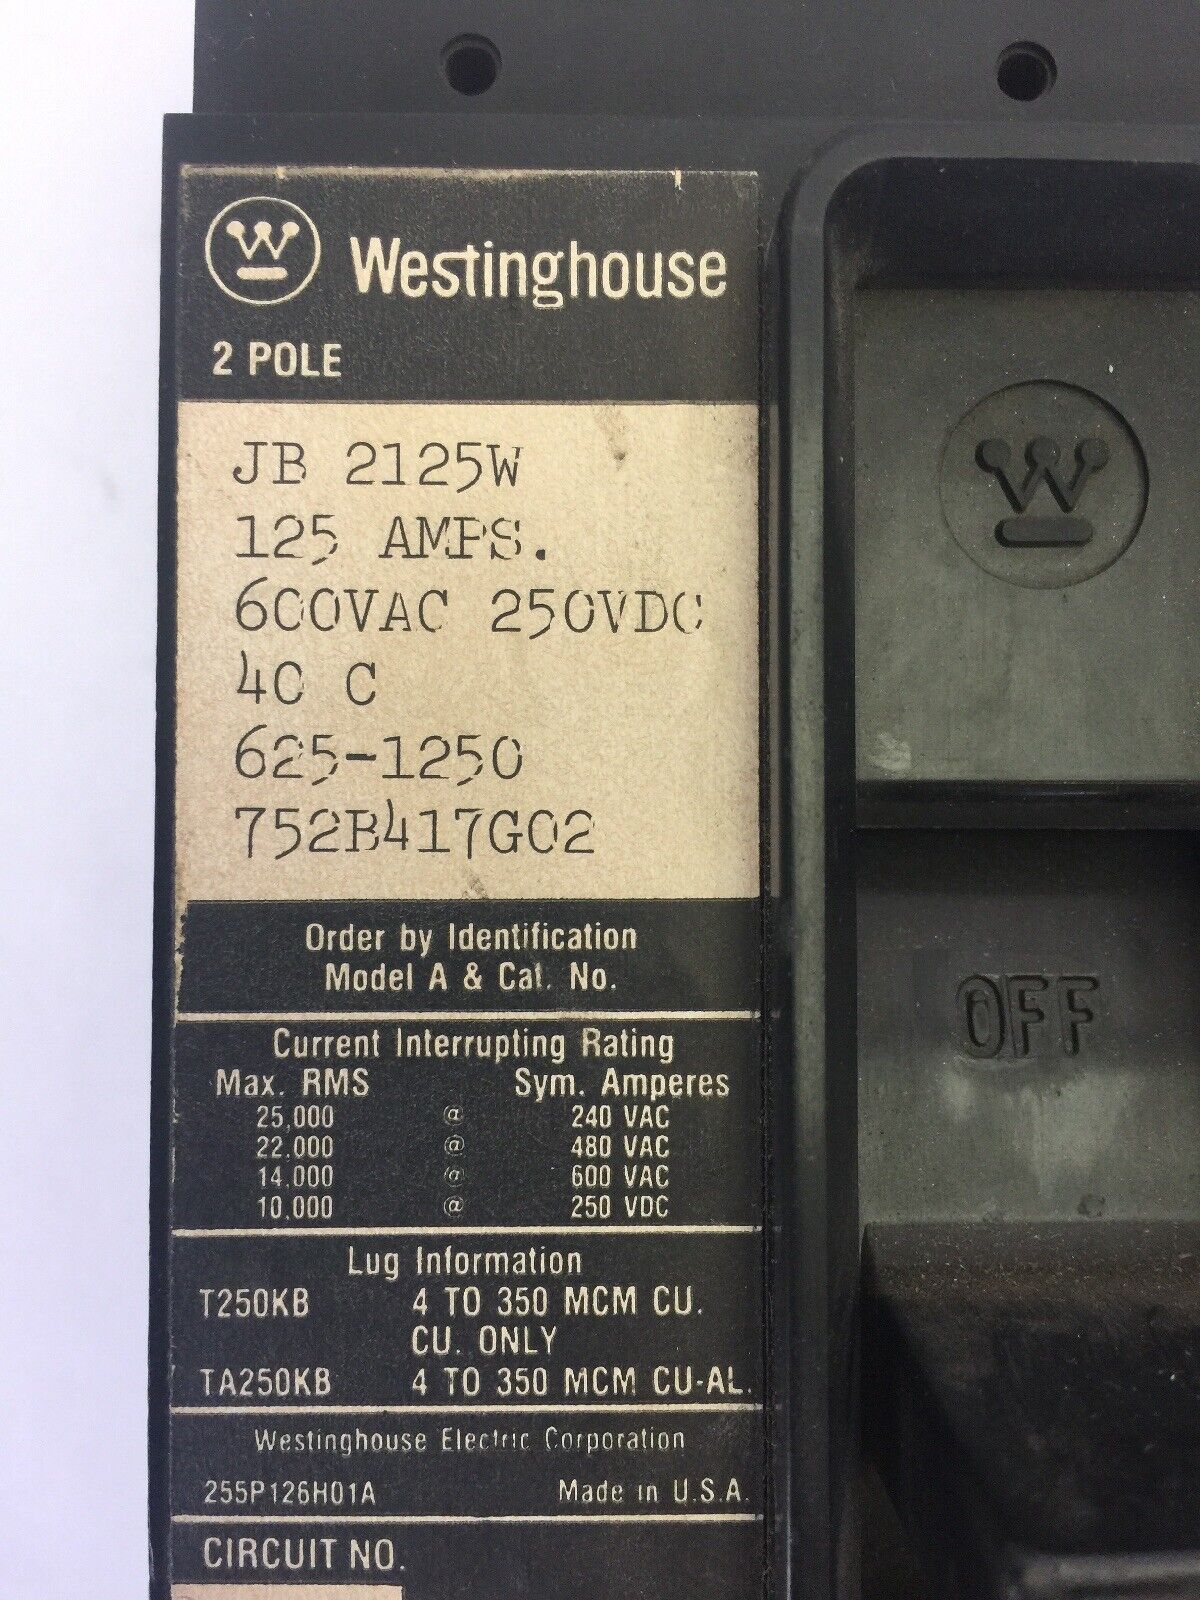 Westinghouse
2 POLE
JB 2125W
125 AMPS.
600VAC 250VDC
40 C
625-1250
752B417G02
Order by Identification
Model A & Cat. No.
Current Interrupting Rating
Max. RMS Sym. Amperes
25,000 @ 240 VAC
22,000 @ 480 VAC
14,000 @ 600 VAC
10,000 @ 250 VDC
Lug Information
T250KB 4 TO 350 MCM CU.
CU. ONLY
TA250KB 4 TO 350 MCM CU-AL.
Westinghouse Electric Corporation
255P126H01A Made in U.S.A.
CIRCUIT NO.
W
OFF